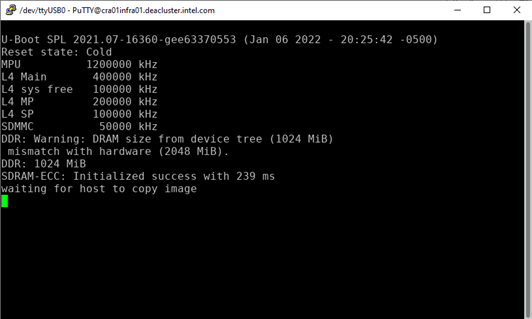 /dev/ttyUSB0 - PuTTY@cra01infra01.deacluster.intel.com
U-Boot SPL 2021.07-16360-gee63370553 (Jan 06 2022 - 20:25:42 -0500)
Reset state: Cold
MPU 1200000 kHz
L4 Main 400000 kHz
L4 sys free 100000 kHz
L4 MP 200000 kHz
L4 SP 100000 kHz
SDMMC 50000 kHz
DDR: Warning: DRAM size from device tree (1024 MiB)
mismatch with hardware (2048 MiB).
DDR: 1024 MiB
SDRAM-ECC: Initialized success with 239 ms
waiting for host to copy image